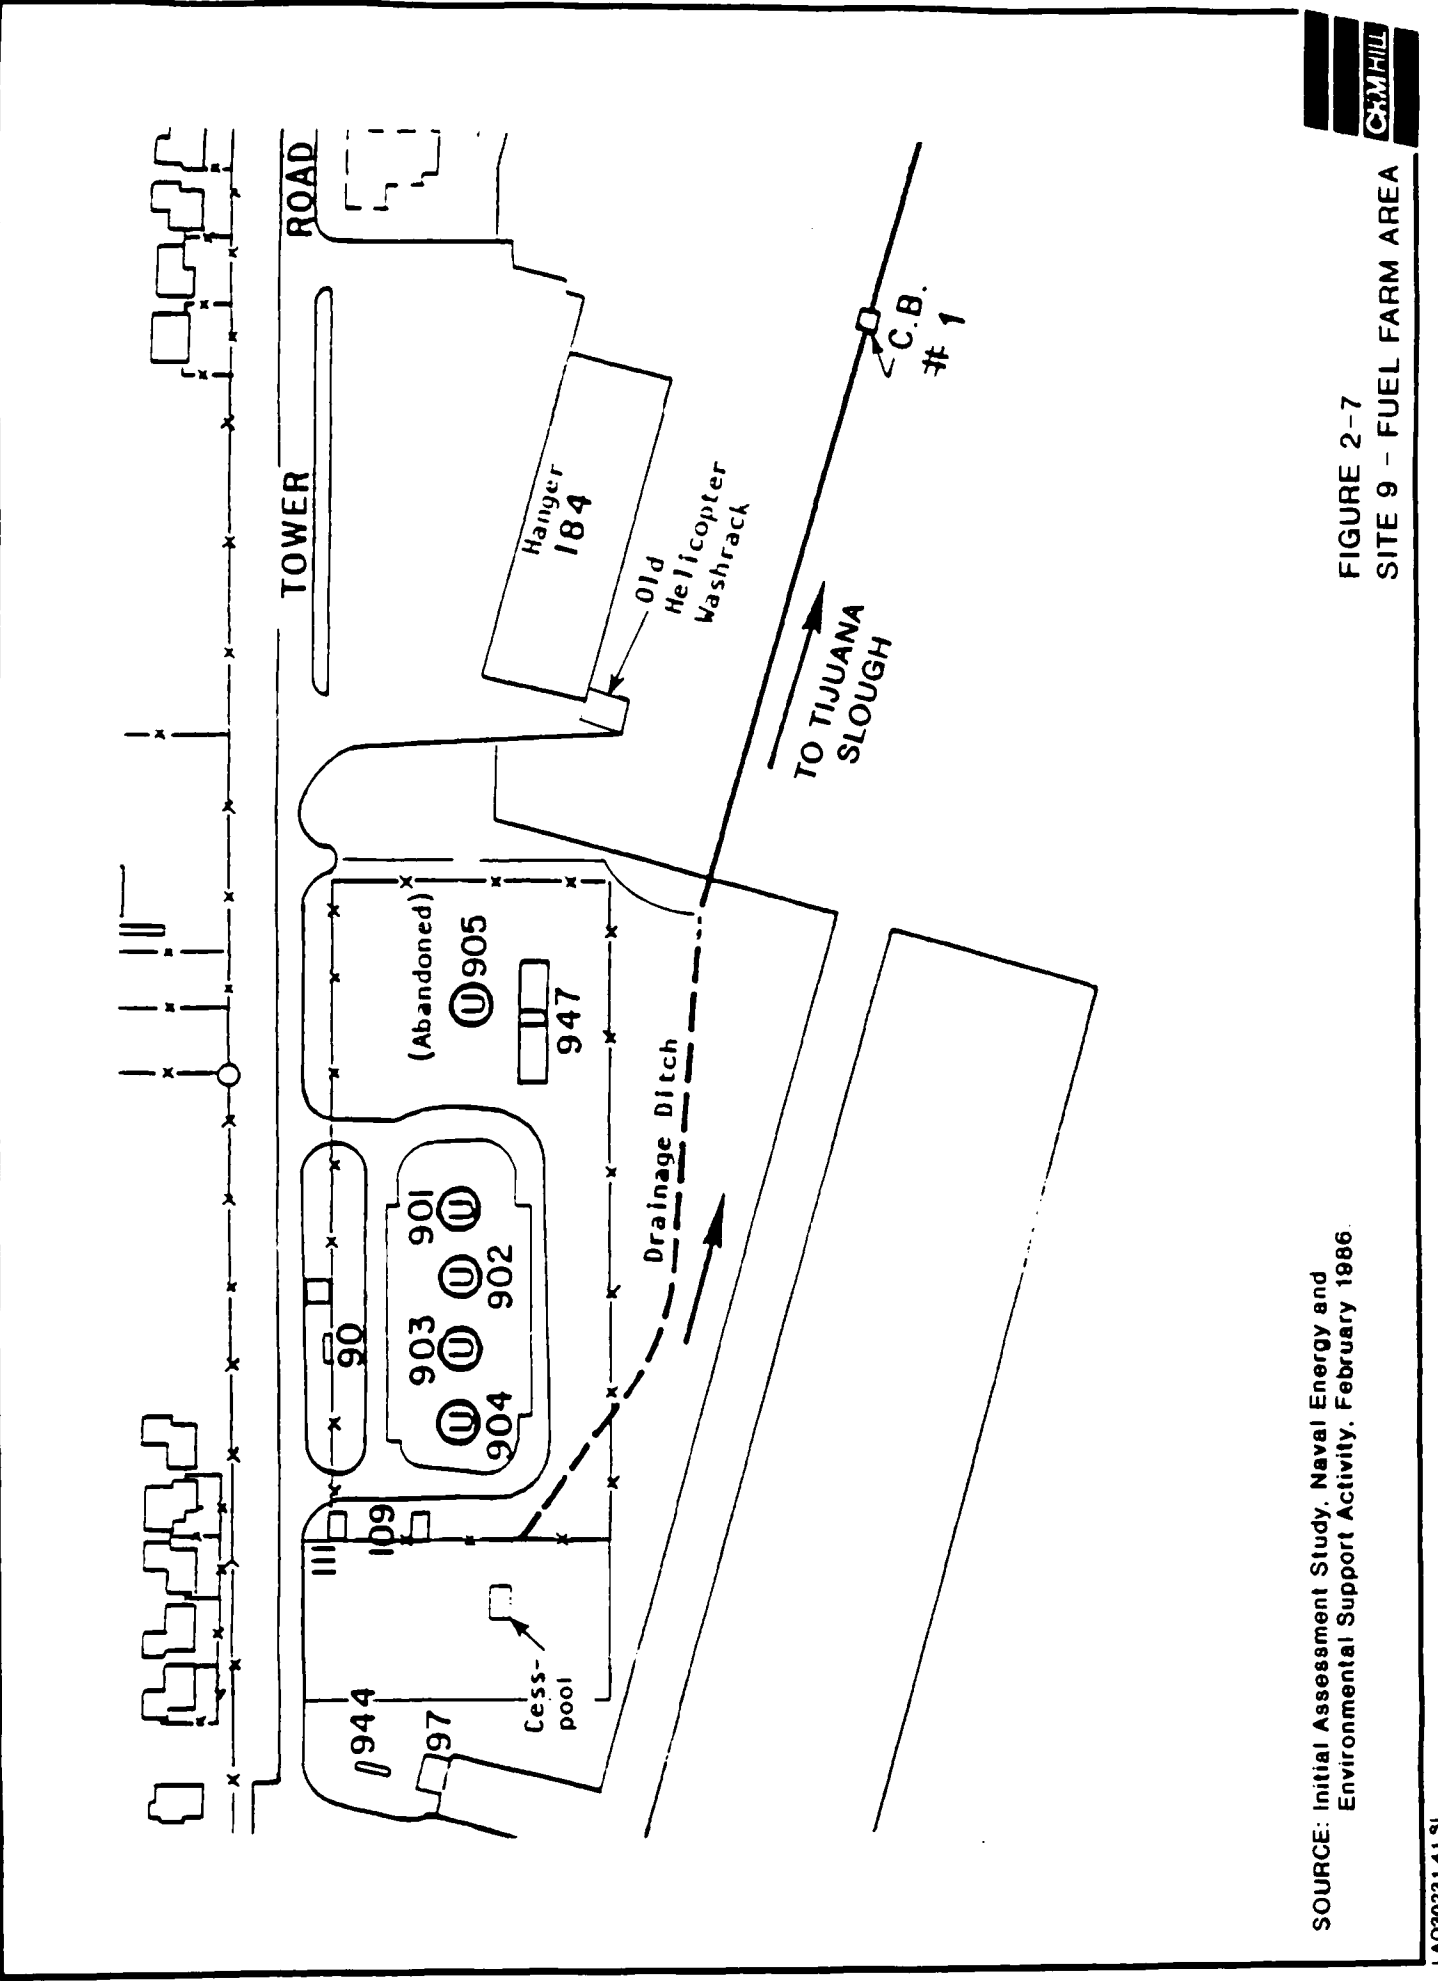 TOWER ROAD
944
97
Cess-
pool
111
109
90
904
903
902
901
U
U
U
U
(Abandoned)
U 905
947
Drainage Ditch
Hanger
184
Old
Helicopter
Washrack
TO TIJUANA
SLOUGH
C.B.
# 1
SOURCE: Initial Assessment Study, Naval Energy and
Environmental Support Activity, February 1986.
FIGURE 2-7
SITE 9 - FUEL FARM AREA
CH2M HILL